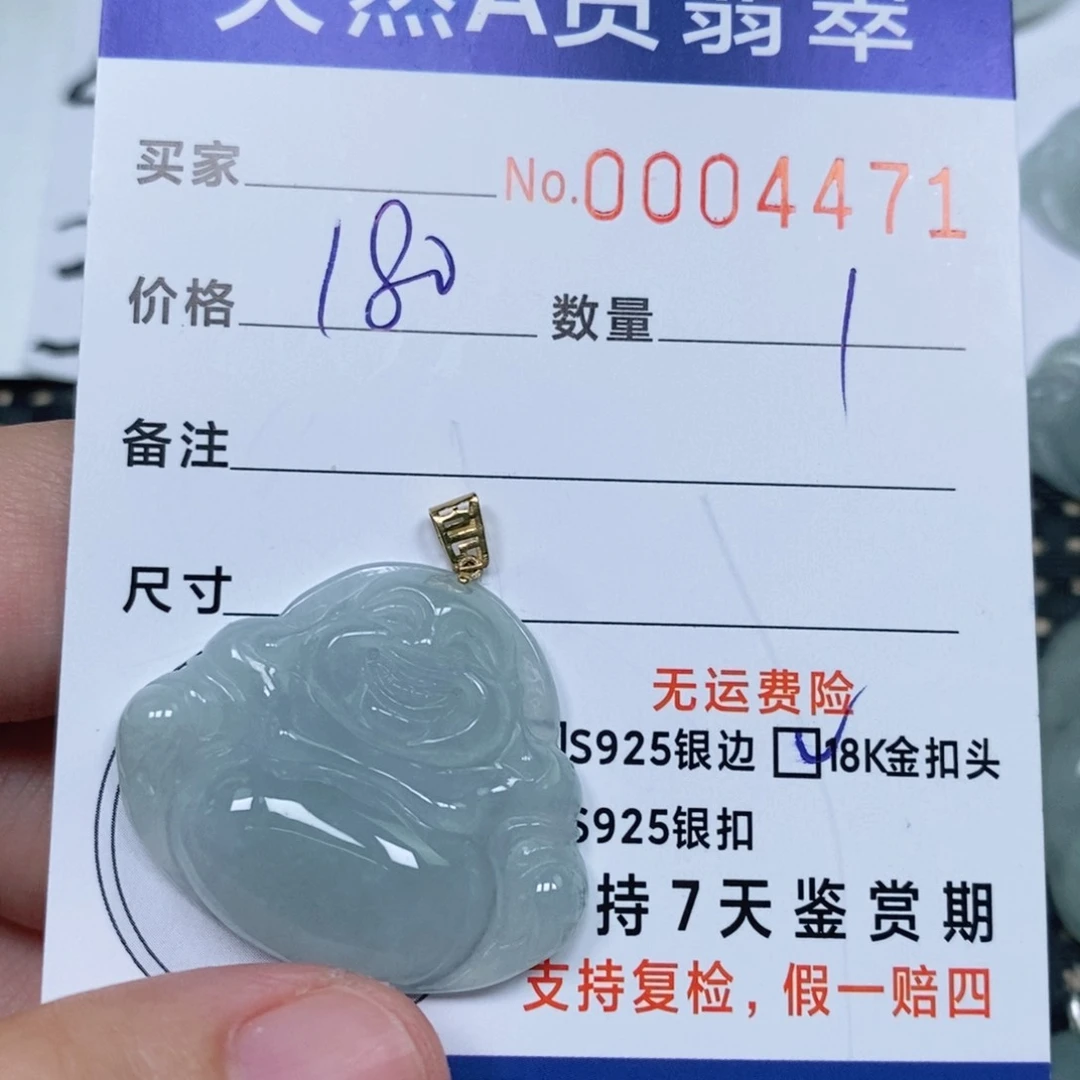 天然A货翡翠
买家 No.0004471
价格 180 数量 1
备注
尺寸
无运费险
S925银边 18K金扣头
S925银扣
持7天鉴赏期
支持复检，假一赔四